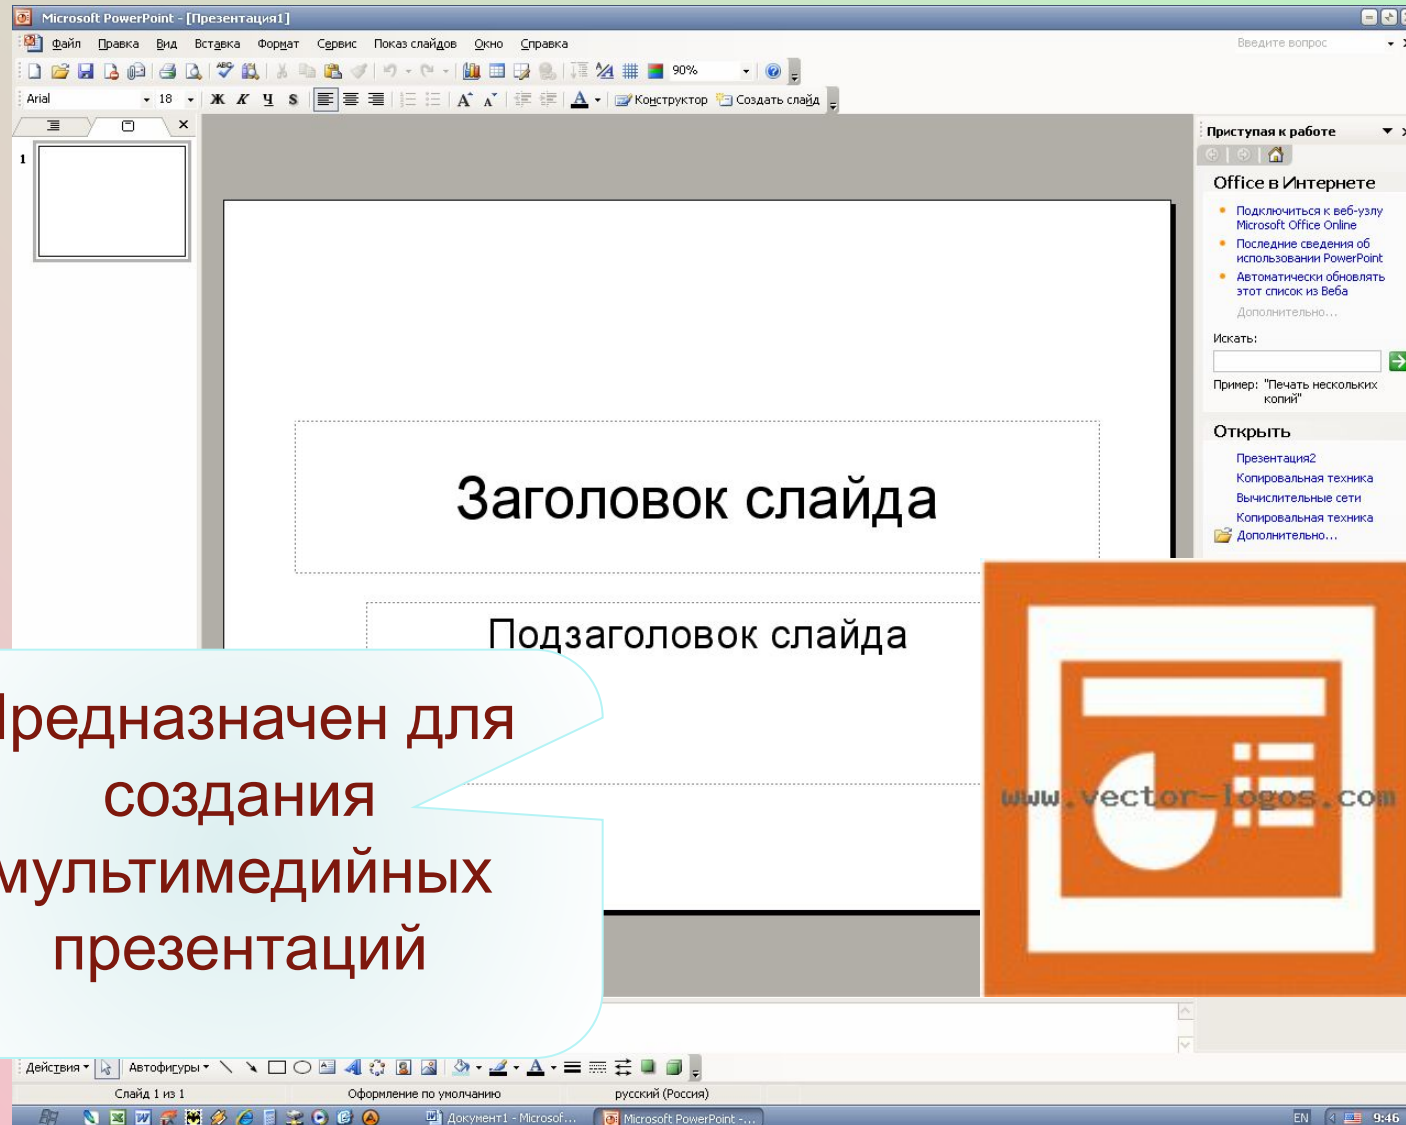 Microsoft PowerPoint - [Презентация1]
Файл Правка Вид Вставка Формат Сервис Показ слайдов Окно Справка
Введите вопрос
90%
Arial 18 Ж К Ч S Конструктор Создать слайд
1
Приступая к работе
Office в Интернете
Подключиться к веб-узлу
Microsoft Office Online
Последние сведения об
использовании PowerPoint
Автоматически обновлять
этот список из Веба
Дополнительно...
Искать:
Пример: "Печать нескольких
копий"
Открыть
Презентация2
Копировальная техника
Вычислительные сети
Копировальная техника
Дополнительно...
Заголовок слайда
Подзаголовок слайда
Предназначен для
создания
мультимедийных
презентаций
www.vector-logos.com
Действия Автофигуры
Слайд 1 из 1 Оформление по умолчанию русский (Россия)
Документ1 - Microsof... Microsoft PowerPoint -... EN 9:46